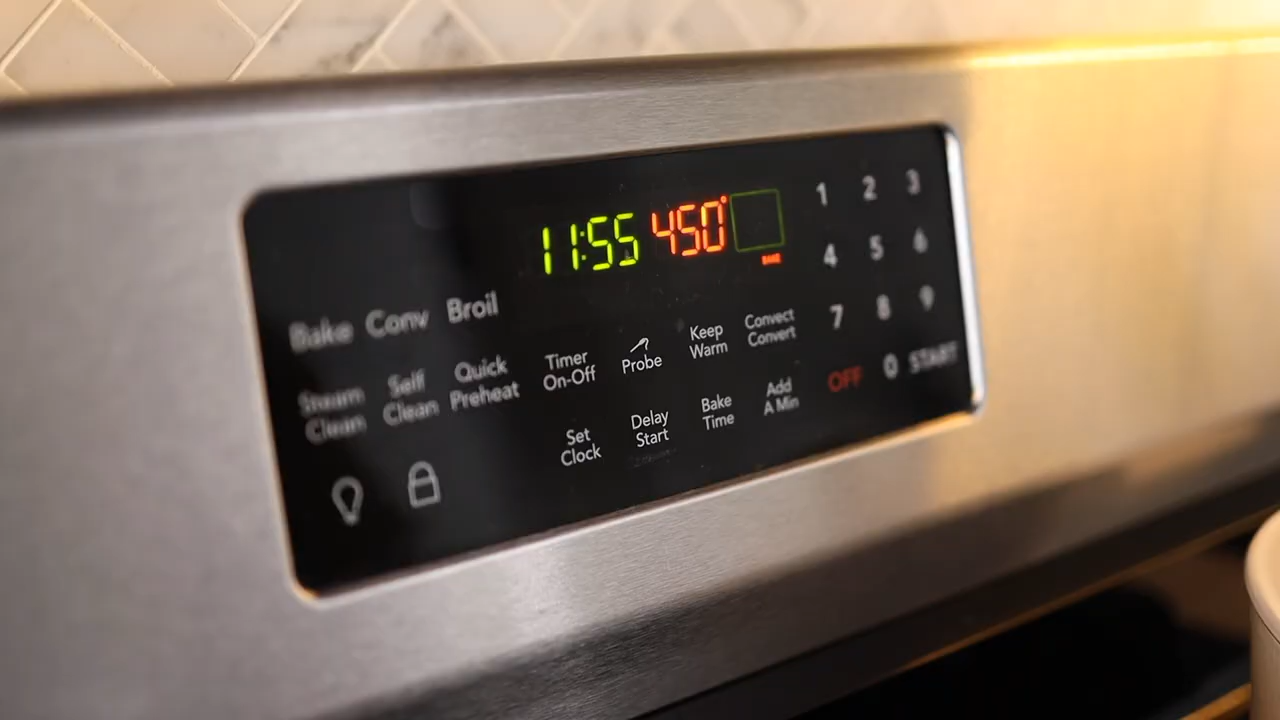 11:55 450°
BAKE
1 2 3
4 5 6
7 8 9
OFF 0 START
Bake Conv Broil
Steam Clean
Self Clean
Quick Preheat
Timer On-Off
Probe
Keep Warm
Convect Convert
Set Clock
Delay Start
Bake Time
Add A Min